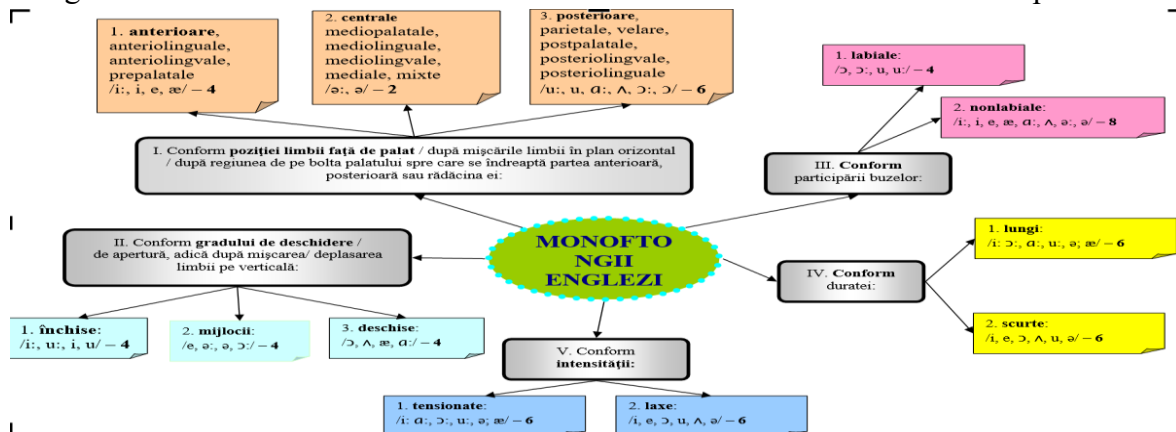 1. anterioare,
anteriolinguale,
anteriolingvale,
prepalatale
/i:, i, e, æ/ – 4
2. centrale
mediopalatale,
mediolinguale,
mediolingvale,
mediale, mixte
/ə:, ə/ – 2
3. posterioare,
parietale, velare,
postpalatale,
posteriolingvale,
posteriolinguale
/u:, u, ɑ:, ʌ, ɔ:, ɔ/ – 6
1. labiale:
/ɔ, ɔ:, u, u:/ – 4
2. nonlabiale:
/i:, i, e, æ, ɑ:, ʌ, ə:, ə/ – 8
I. Conform poziției limbii față de palat / după mișcările limbii în plan orizontal
/ după regiunea de pe bolta palatului spre care se îndreaptă partea anterioară,
posterioară sau rădăcina ei:
III. Conform
participării buzelor:
II. Conform gradului de deschidere /
de apertură, adică după mișcarea/ deplasarea
limbii pe verticală:
MONOFTO
NGII
ENGLEZI
IV. Conform
duratei:
1. lungi:
/i: ɔ:, ɑ:, u:, ə; æ/ – 6
2. scurte:
/i, e, ɔ, ʌ, u, ə/ – 6
1. închise:
/i:, u:, i, u/ – 4
2. mijlocii:
/e, ə:, ə, ɔ:/ – 4
3. deschise:
/ɔ, ʌ, æ, ɑ:/ – 4
V. Conform
intensității:
1. tensionate:
/i: ɑ:, ɔ:, u:, ə; æ/ – 6
2. laxe:
/i, e, ɔ, u, ʌ, ə/ – 6